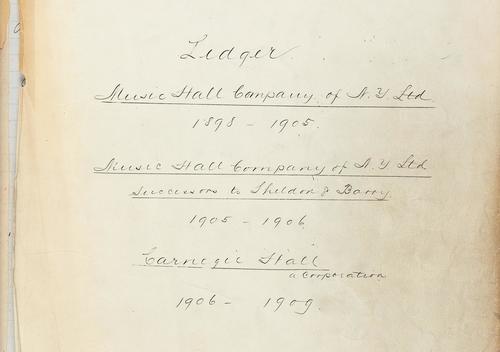 Ledger.
Music Hall Company of N.Y. Ltd.
1898 - 1905.
Music Hall Company of N.Y Ltd
Successors to Sheldon & Barry
1905 - 1906
Carnegie Hall
a Corporation
1906 - 1909.